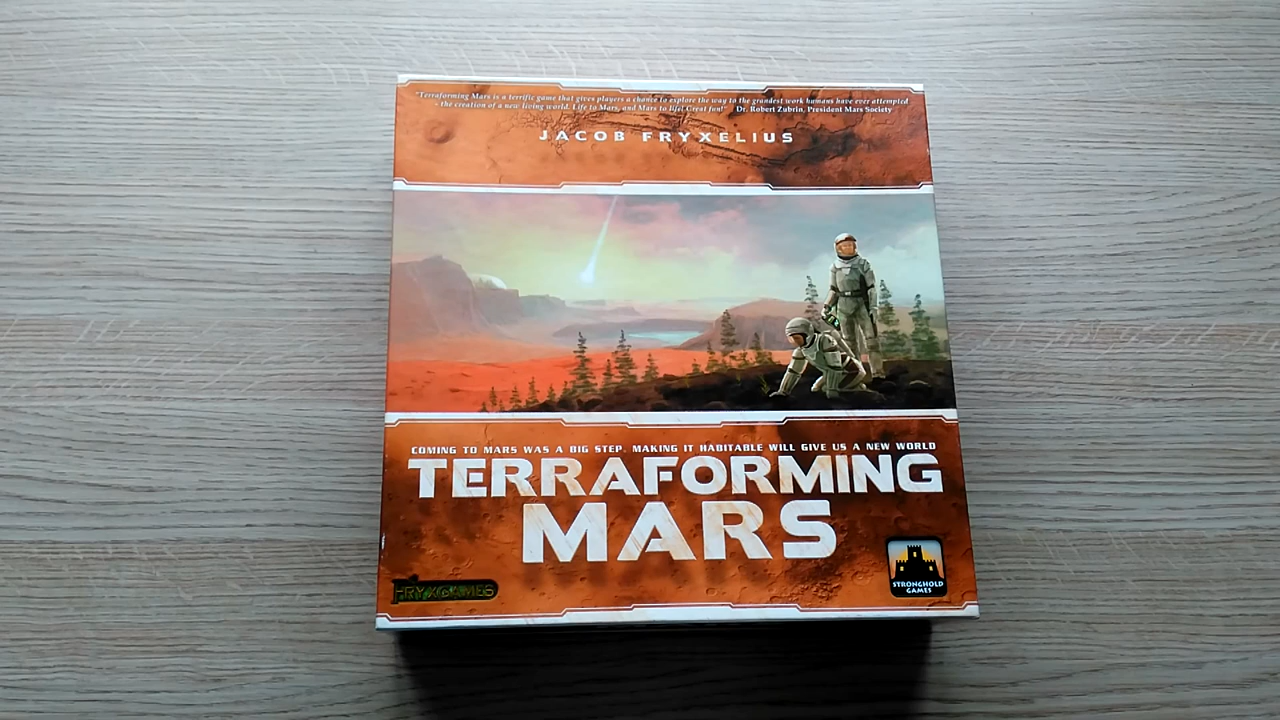 "Terraforming Mars is a terrific game that gives players a chance to explore the way to the grandest work humans have ever attempted
- the creation of a new living world. Life to Mars, and Mars to life! Great fun!" Dr. Robert Zubrin, President Mars Society
JACOB FRYXELIUS
COMING TO MARS WAS A BIG STEP. MAKING IT HABITABLE WILL GIVE US A NEW WORLD
TERRAFORMING
MARS
FRYXGAMES
STRONGHOLD
GAMES